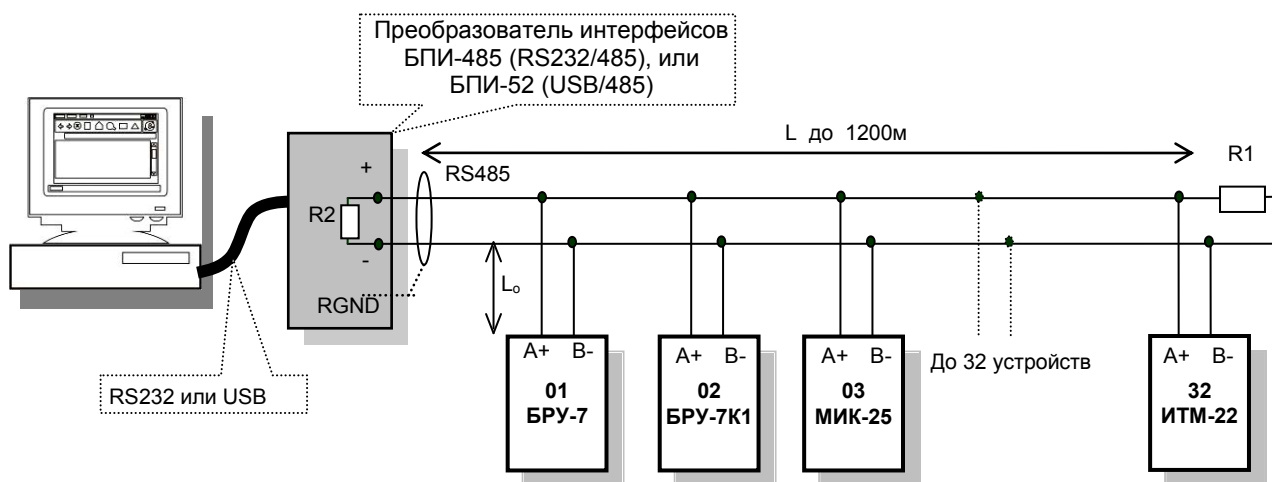 Преобразователь интерфейсов
БПИ-485 (RS232/485), или
БПИ-52 (USB/485)
L до 1200м
R1
+
RS485
R2
-
Lo
RGND
A+ B-
A+ B-
A+ B-
A+ B-
До 32 устройств
RS232 или USB
01
БРУ-7
02
БРУ-7К1
03
МИК-25
32
ИТМ-22